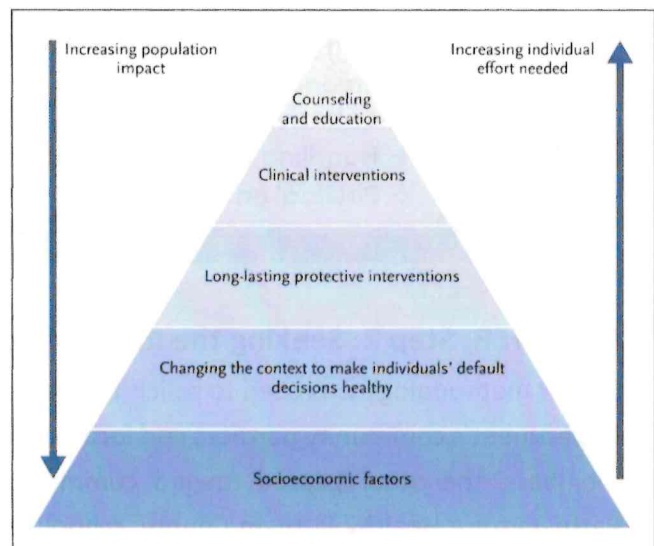 Increasing population
impact
Increasing individual
effort needed
Counseling
and education
Clinical interventions
Long-lasting protective interventions
Changing the context to make individuals' default
decisions healthy
Socioeconomic factors